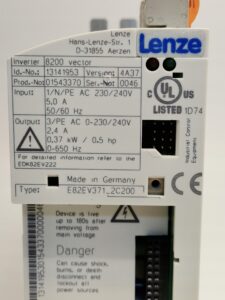 Lenze
Hans-Lenze-Str. 1
D-31855 Aerzen
Lenze
Inverter 8200 vector
Id.-No.: 13141953 Version: 4A37
Prod.-No.: 01543370 Ser.-No.: 0046
Input: 1/N/PE AC 230/240V
5.0 A
50/60 Hz
Output: 3/PE AC 0-230/240V
2.4 A
0.37 kW / 0.5 hp
0-650 Hz
For detailed information refer to the
EDK82EV222
C UL US
LISTED 1D74
Industrial Control
Equipment
Made in Germany
Type: E82EV371_2C200
Device is live
up to 180s after
removing from
main voltage
Danger
Can cause shock,
burns, or death
disconnect and
lockout all
power sources